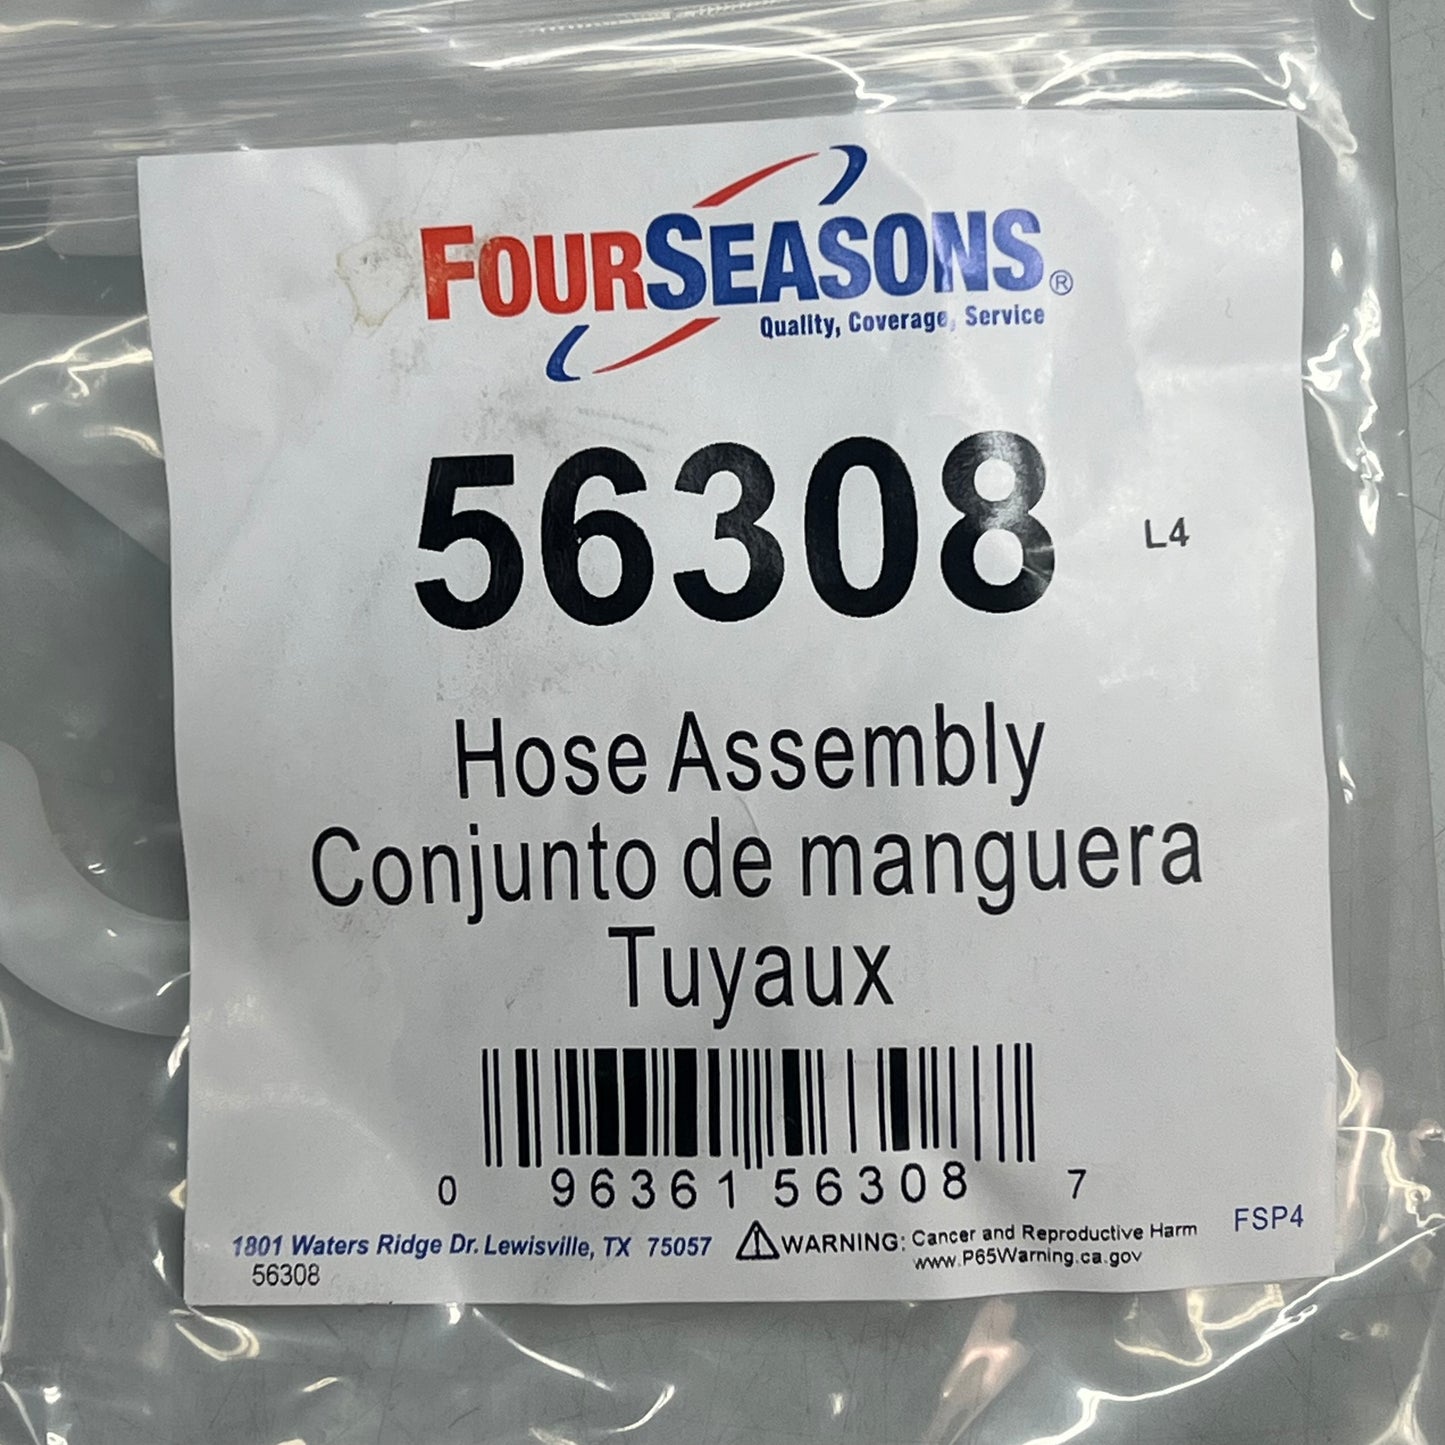 FOURSEASONS®
Quality, Coverage, Service
56308
L4
Hose Assembly
Conjunto de manguera
Tuyaux
0 96361 56308 7
FSP4
1801 Waters Ridge Dr. Lewisville, TX 75057
56308
⚠WARNING: Cancer and Reproductive Harm
www.P65Warning.ca.gov